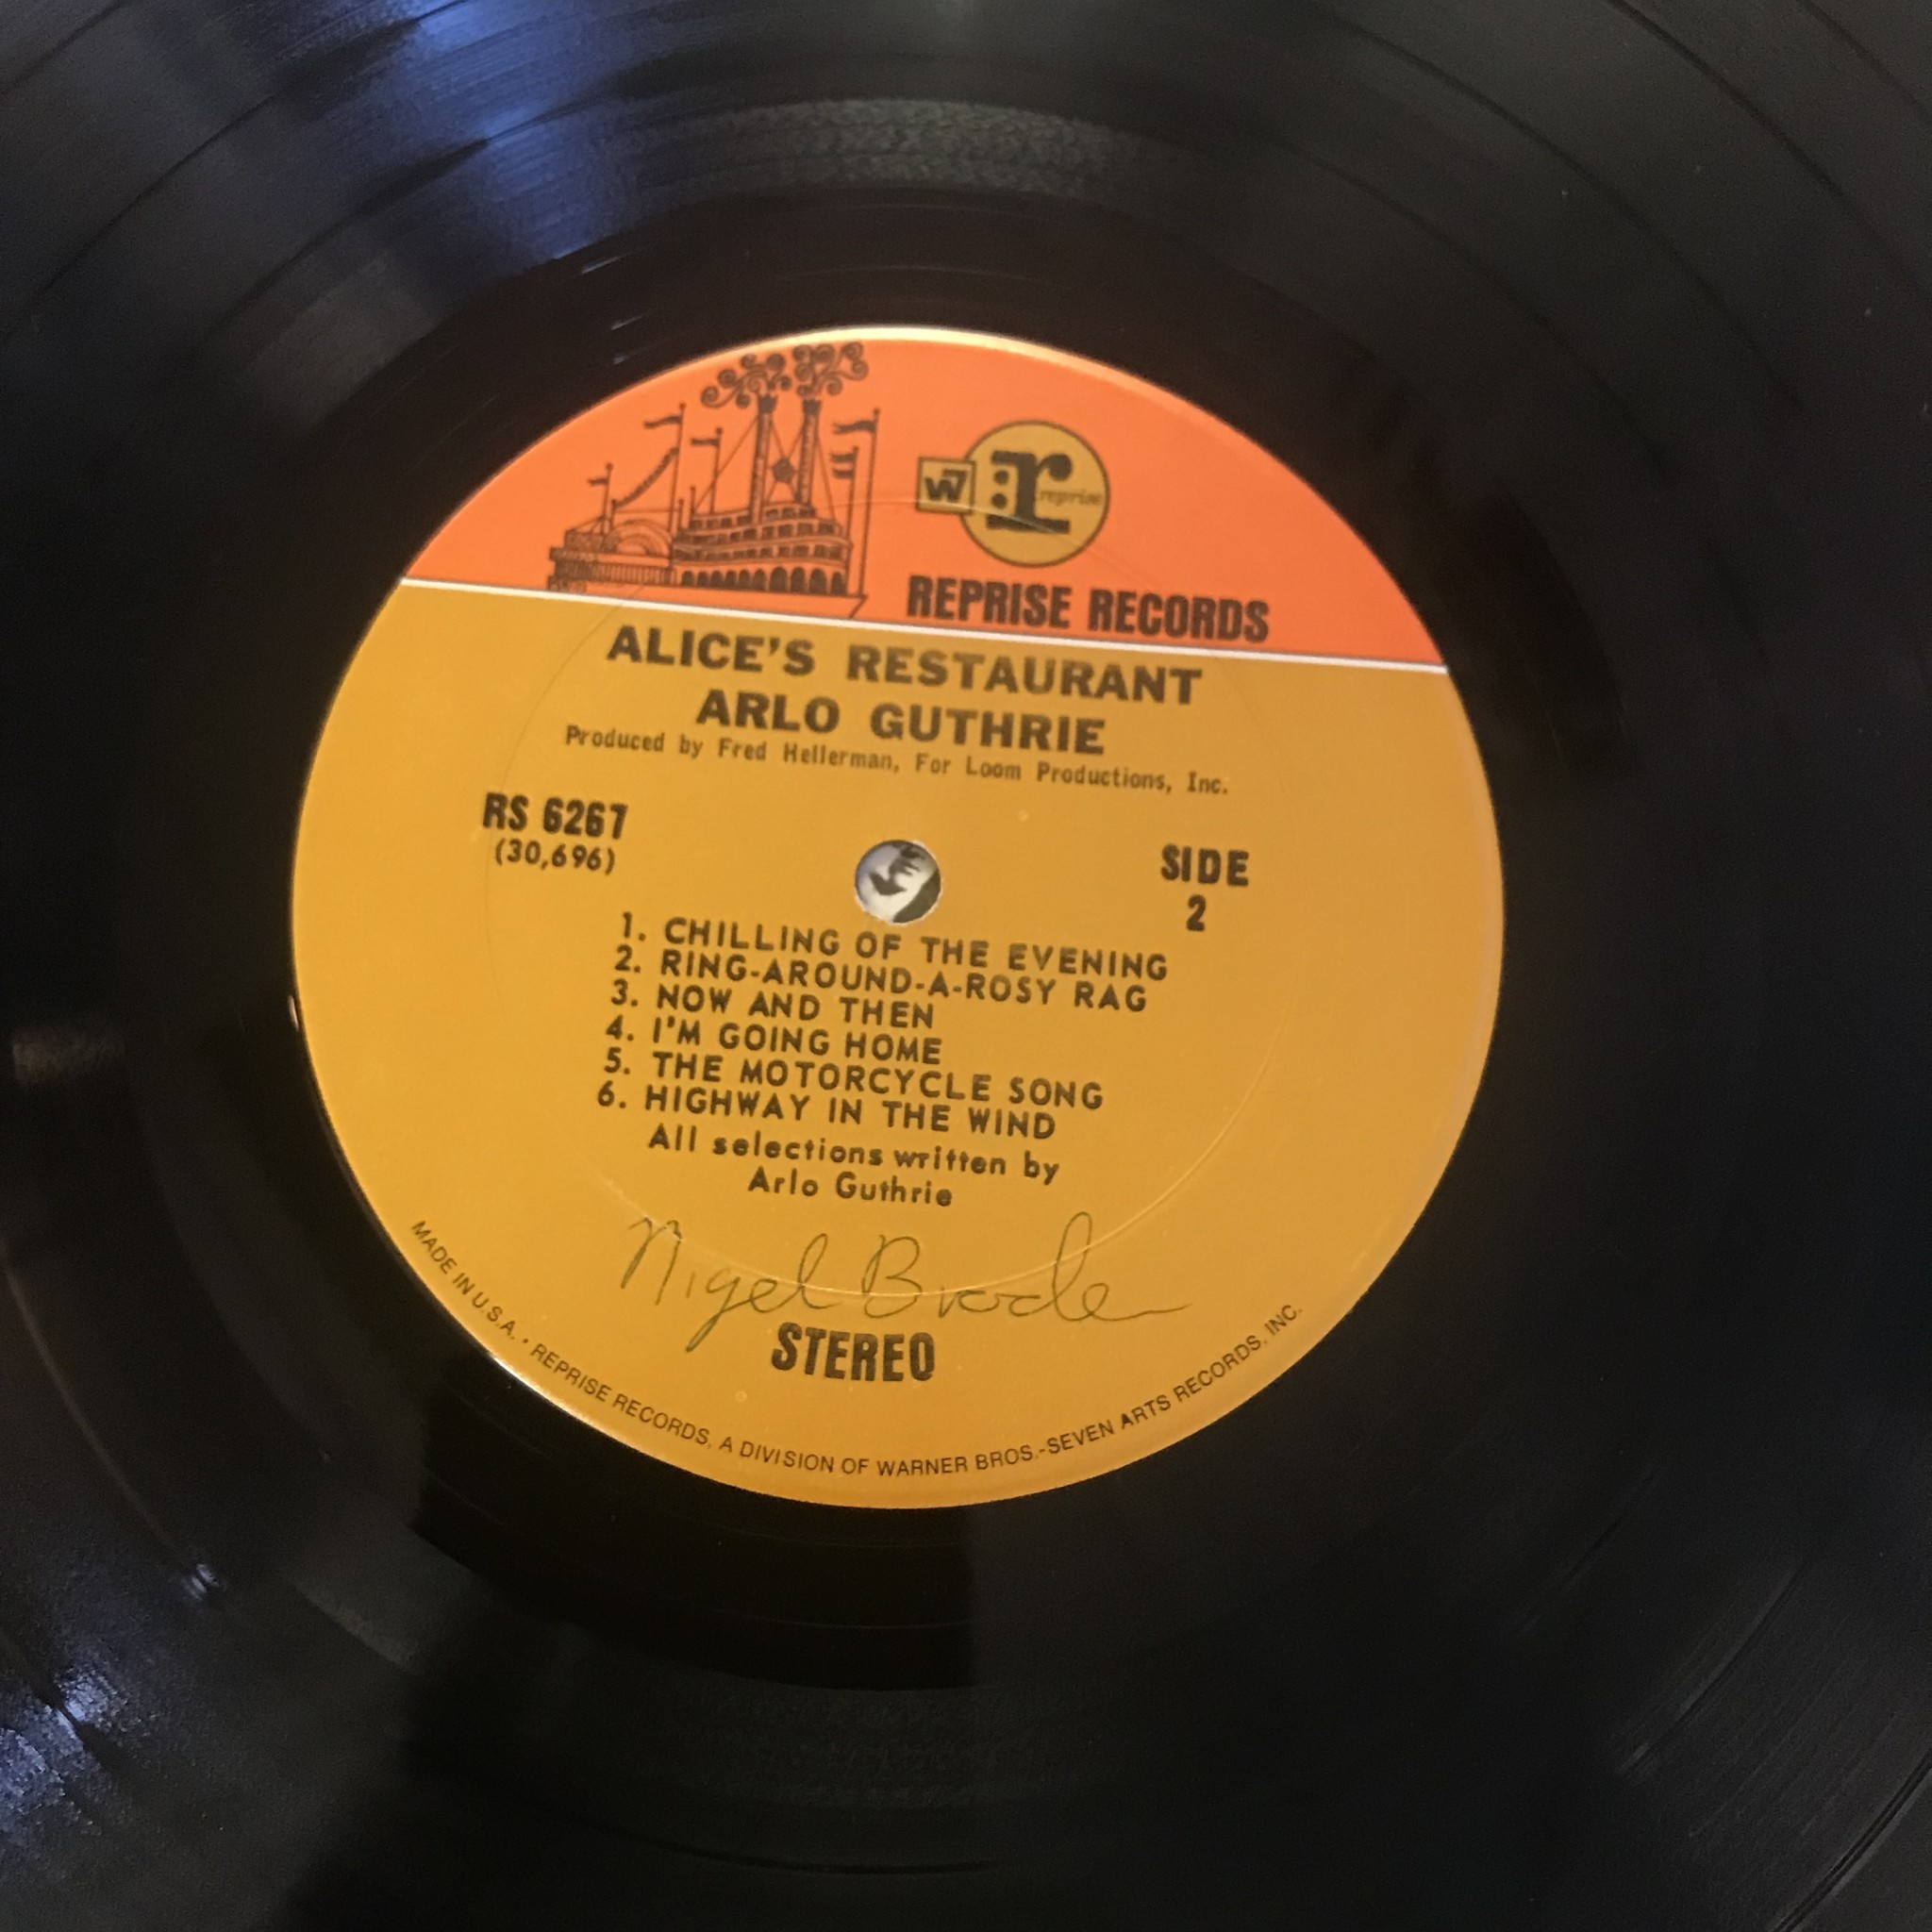 W7
r:
reprise
REPRISE RECORDS
ALICE'S RESTAURANT
ARLO GUTHRIE
Produced by Fred Hellerman, For Loom Productions, Inc.
RS 6267
(30,696)
SIDE
2
1. CHILLING OF THE EVENING
2. RING-AROUND-A-ROSY RAG
3. NOW AND THEN
4. I'M GOING HOME
5. THE MOTORCYCLE SONG
6. HIGHWAY IN THE WIND
All selections written by
Arlo Guthrie
Nigel
STEREO
MADE IN U.S.A. • REPRISE RECORDS, A DIVISION OF WARNER BROS.-SEVEN ARTS RECORDS, INC.